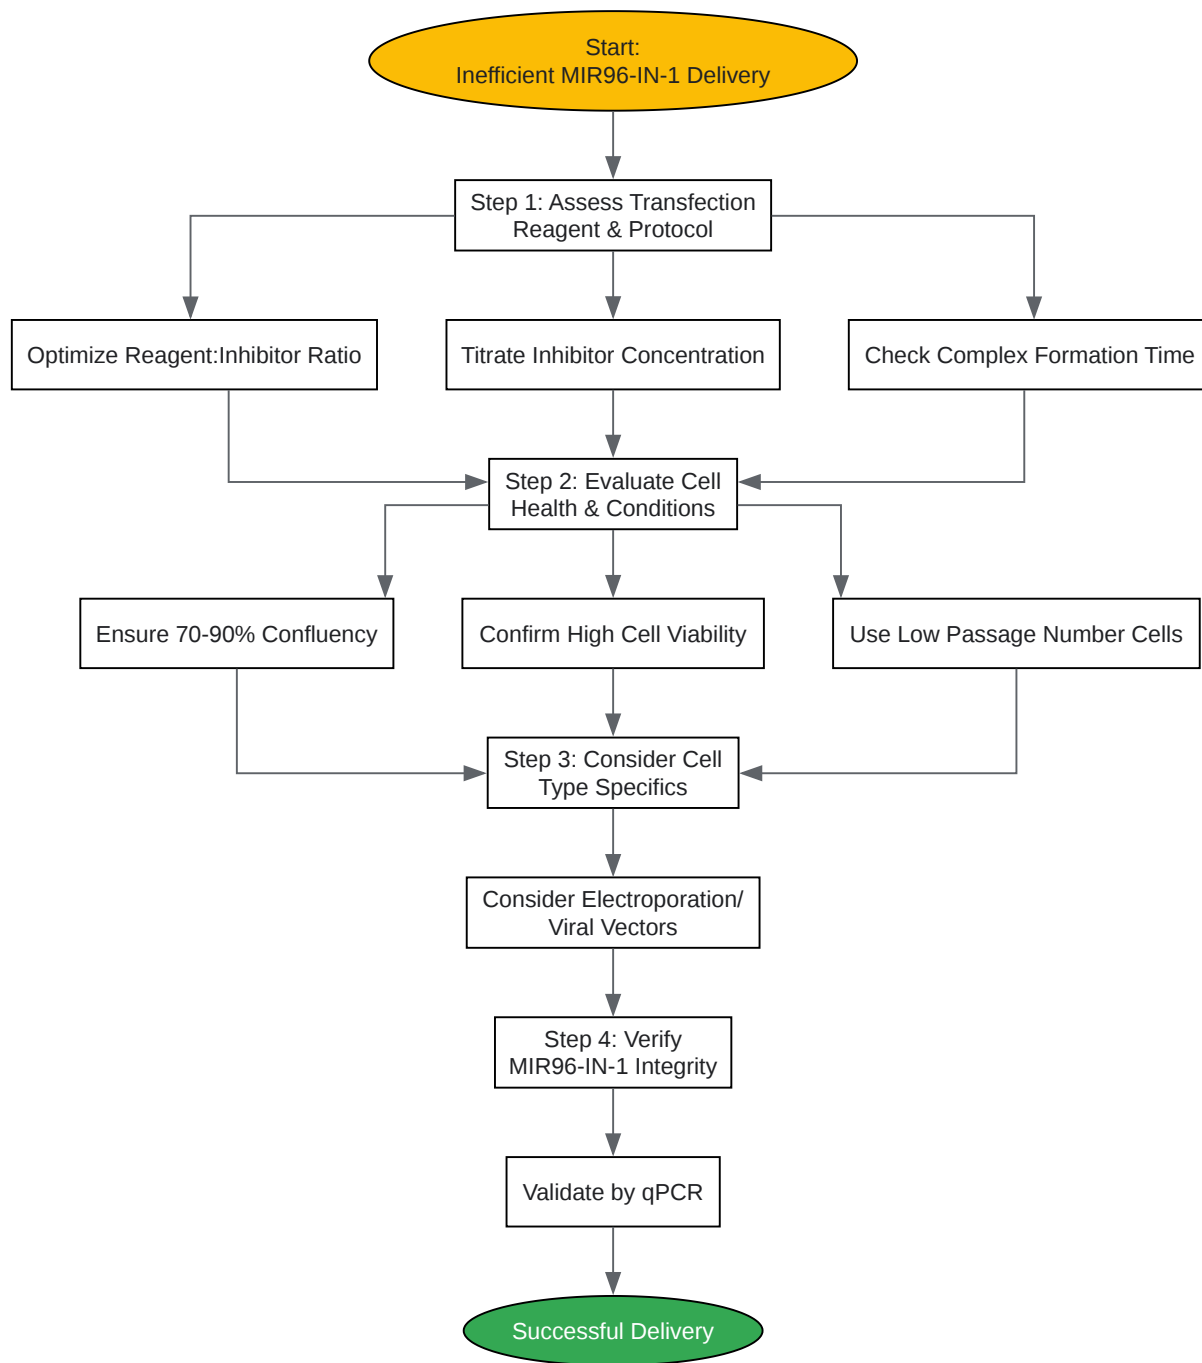 Start:
Inefficient MIR96-IN-1 Delivery
Step 1: Assess Transfection
Reagent & Protocol
Optimize Reagent:Inhibitor Ratio
Titrate Inhibitor Concentration
Check Complex Formation Time
Step 2: Evaluate Cell
Health & Conditions
Ensure 70-90% Confluency
Confirm High Cell Viability
Use Low Passage Number Cells
Step 3: Consider Cell
Type Specifics
Consider Electroporation/
Viral Vectors
Step 4: Verify
MIR96-IN-1 Integrity
Validate by qPCR
Successful Delivery